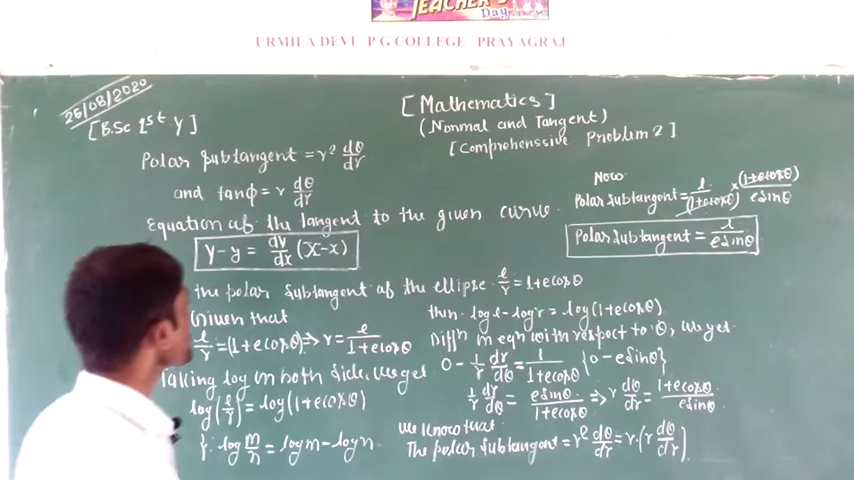 TEACHER'S
Day
URMILA DEVI P G COLLEGE PRAYAGRAJ
25/08/2020
[B.Sc 1st Y]
[Mathematics]
(Normal and Tangent)
[Comprehenssive Problem 2]
Polar subtangent = r² dθ/dr
and tanϕ = r dθ/dr
Equation of the tangent to the given curve
Y-y = dy/dx (X-x)
the polar subtangent of the ellipse l/r = 1+ecosθ
Given that
l/r = (1+ecosθ) ⇒ r = l/(1+ecosθ)
Taking log on both side, we get
log(l/r) = log(1+ecosθ)
{∵ log m/n = log m - log n
then log l - log r = log(1+ecosθ)
Diffn eqn with respect to θ, we get
0 - 1/r dr/dθ = 1/(1+ecosθ) {0 - esinθ}
1/r dr/dθ = esinθ/(1+ecosθ) ⇒ r dθ/dr = (1+ecosθ)/esinθ
We know that
The polar subtangent = r² dθ/dr = r·(r dθ/dr)
Now
Polar subtangent = l/(1+ecosθ) × (1+ecosθ)/esinθ
Polar subtangent = l/esinθ